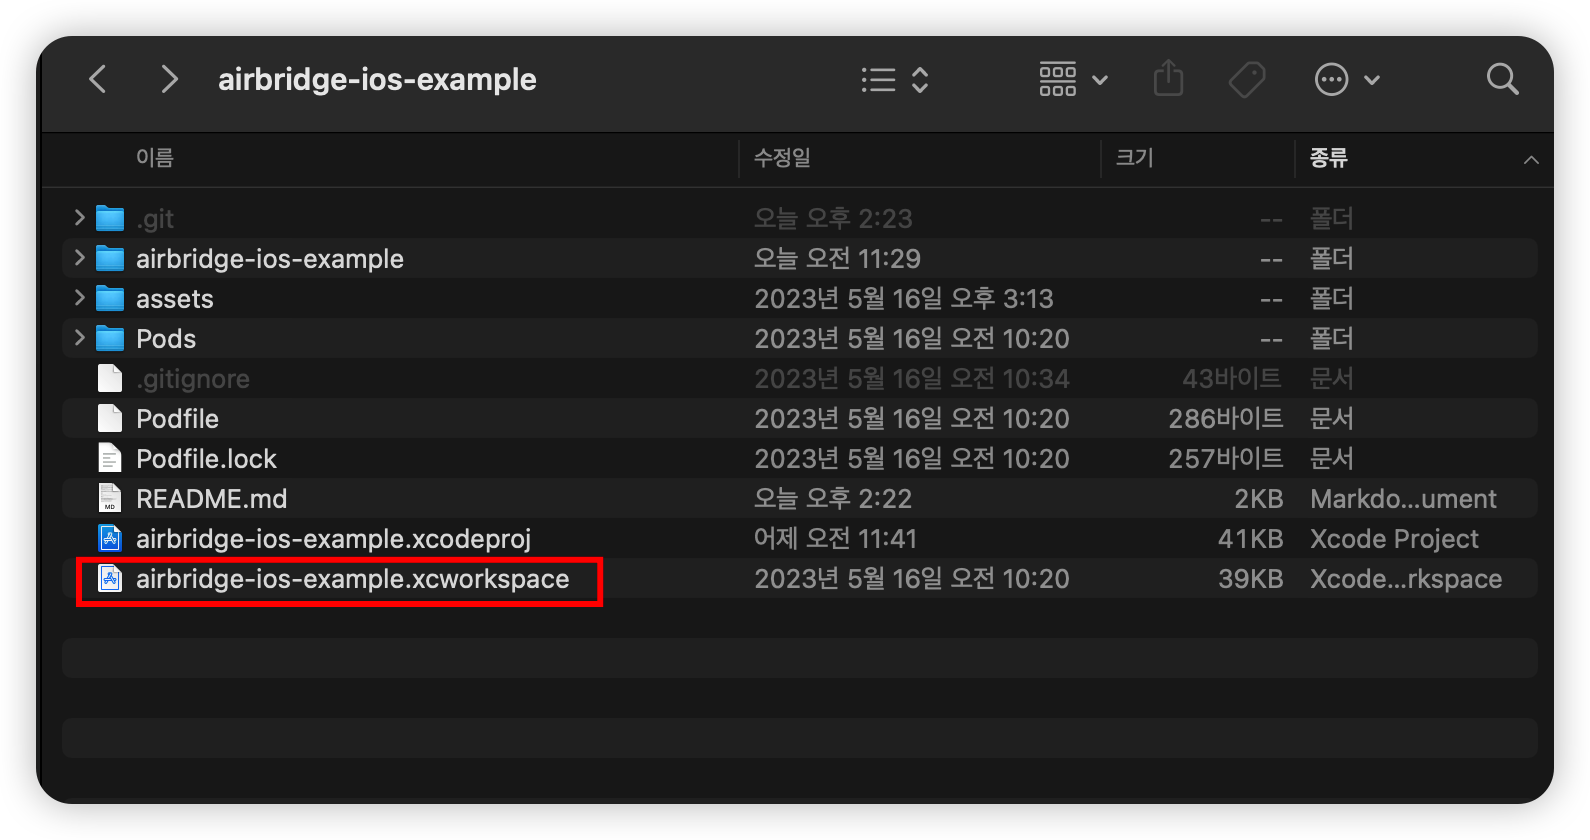 airbridge-ios-example
이름 수정일 크기 종류
.git 오늘 오후 2:23 -- 폴더
airbridge-ios-example 오늘 오전 11:29 -- 폴더
assets 2023년 5월 16일 오후 3:13 -- 폴더
Pods 2023년 5월 16일 오전 10:20 -- 폴더
.gitignore 2023년 5월 16일 오전 10:34 43바이트 문서
Podfile 2023년 5월 16일 오전 10:20 286바이트 문서
Podfile.lock 2023년 5월 16일 오전 10:20 257바이트 문서
MD README.md 오늘 오후 2:22 2KB Markdo...ument
airbridge-ios-example.xcodeproj 어제 오전 11:41 41KB Xcode Project
airbridge-ios-example.xcworkspace 2023년 5월 16일 오전 10:20 39KB Xcode...rkspace